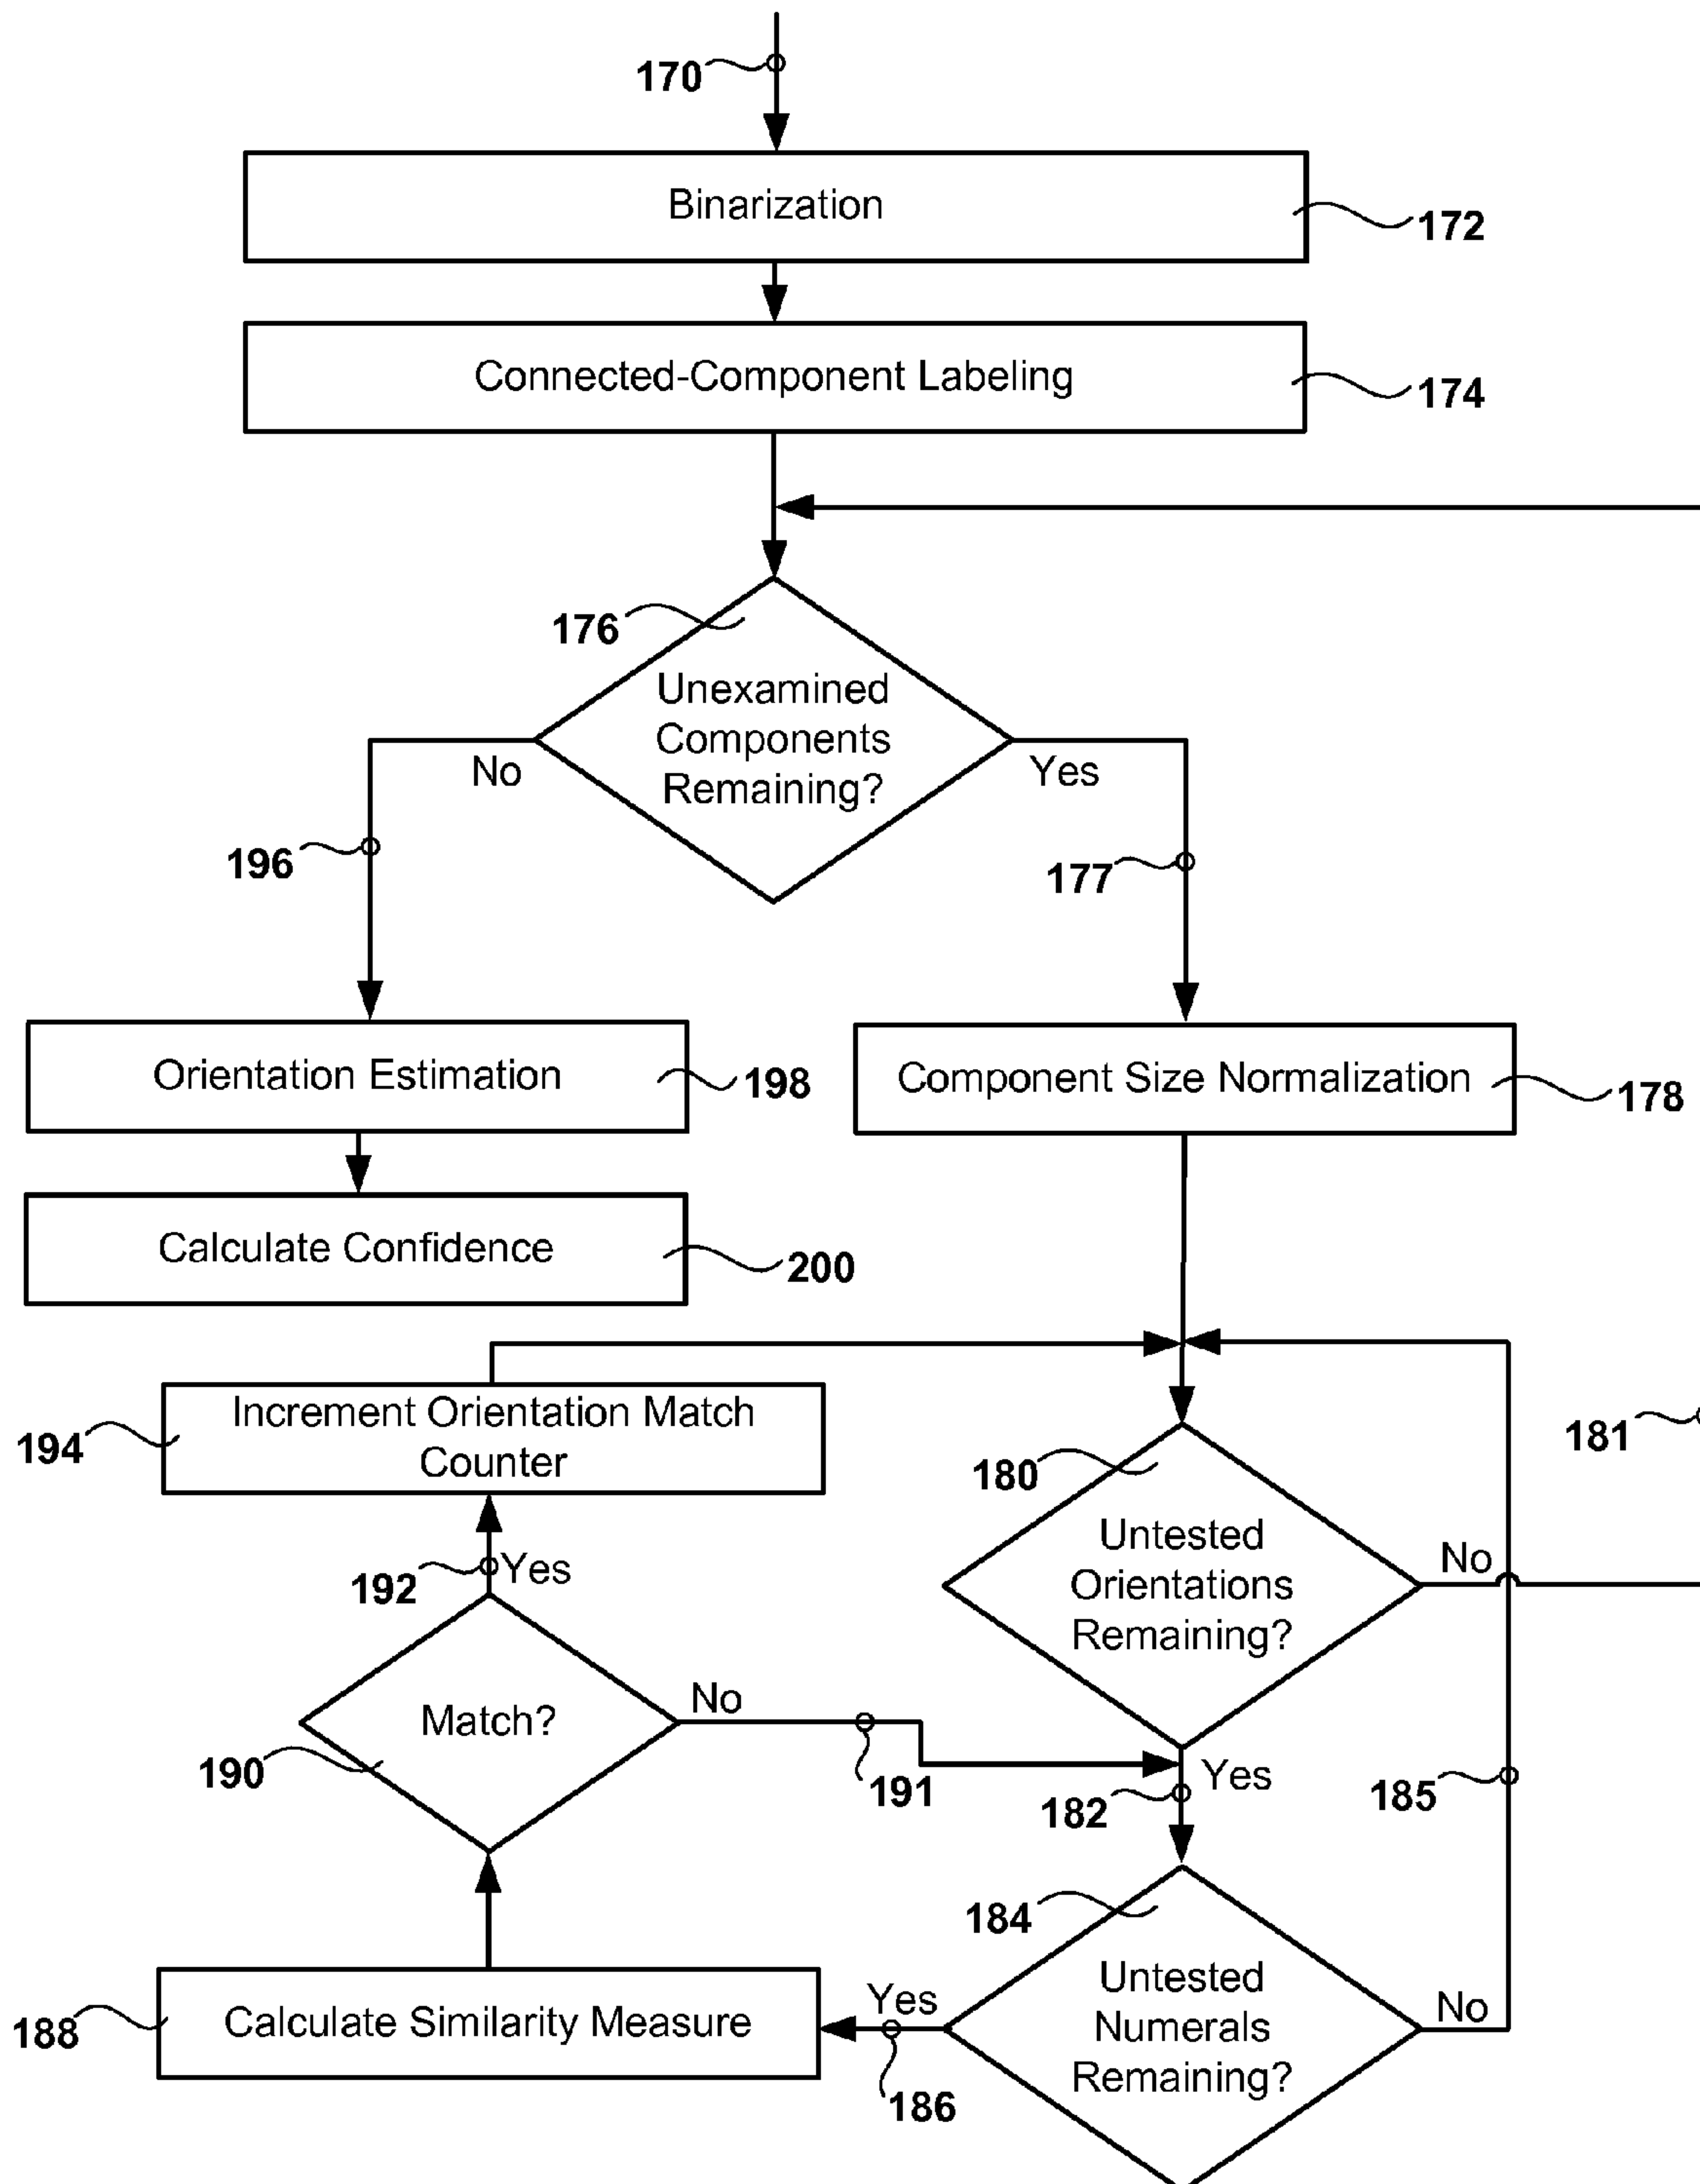 170
Binarization
172
Connected-Component Labeling
174
176
Unexamined
Components
Remaining?
No
Yes
196
177
Orientation Estimation
198
Component Size Normalization
178
Calculate Confidence
200
Increment Orientation Match
Counter
194
181
180
Untested
Orientations
Remaining?
No
192
Yes
Match?
No
190
191
Yes
182
185
184
Untested
Numerals
Remaining?
No
Yes
Calculate Similarity Measure
188
186